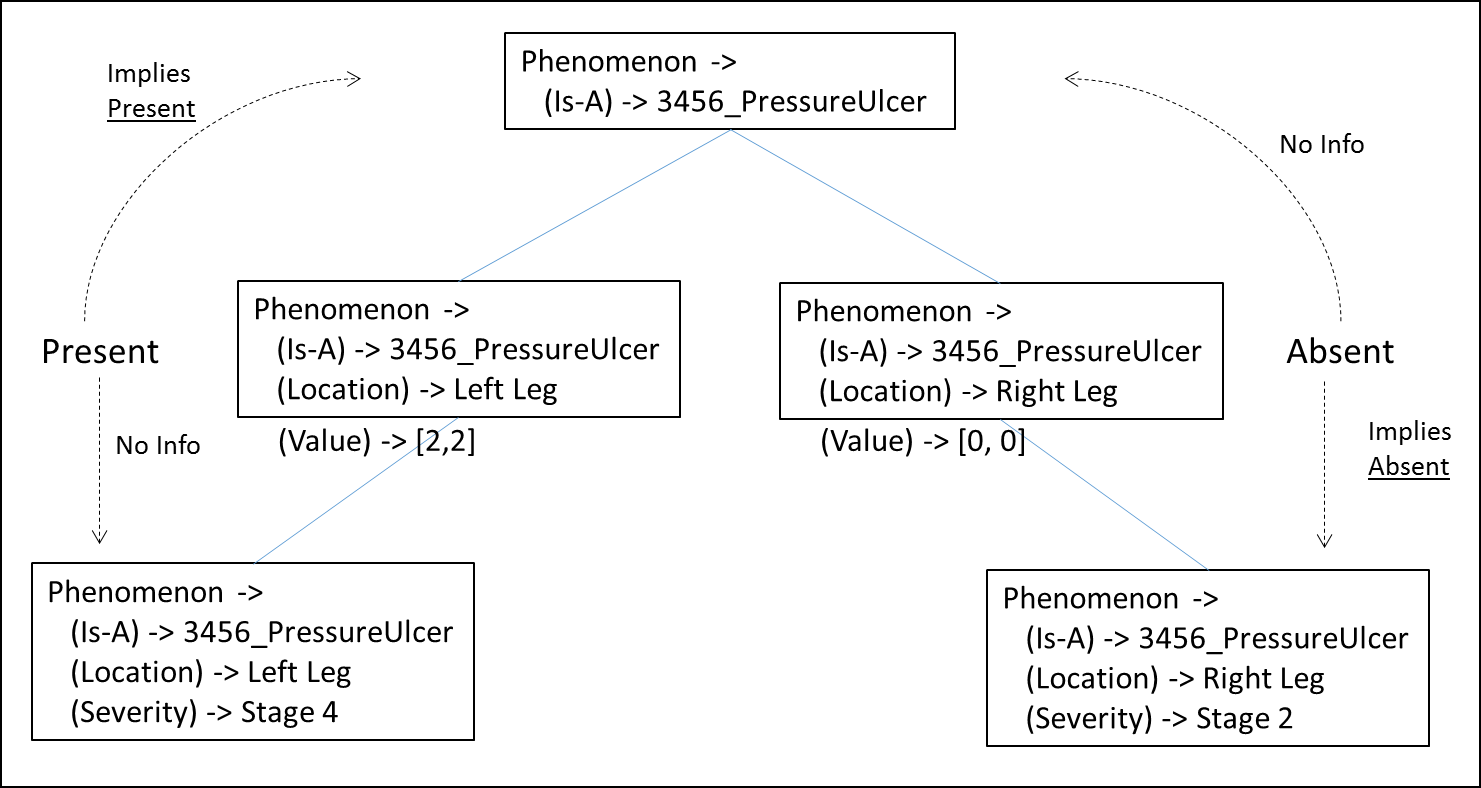 Implies
Present
Phenomenon ->
(Is-A) -> 3456_PressureUlcer
No Info
Present
Phenomenon ->
(Is-A) -> 3456_PressureUlcer
(Location) -> Left Leg
(Value) -> [2,2]
Phenomenon ->
(Is-A) -> 3456_PressureUlcer
(Location) -> Right Leg
(Value) -> [0, 0]
Absent
No Info
Implies
Absent
Phenomenon ->
(Is-A) -> 3456_PressureUlcer
(Location) -> Left Leg
(Severity) -> Stage 4
Phenomenon ->
(Is-A) -> 3456_PressureUlcer
(Location) -> Right Leg
(Severity) -> Stage 2